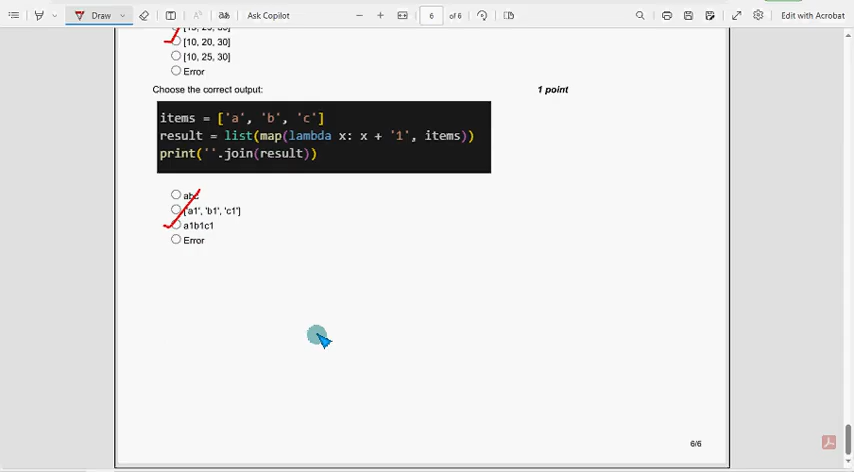 Draw
Ask Copilot
6 of 6
Edit with Acrobat
[10, 20, 30]
[10, 25, 30]
Error
Choose the correct output:
1 point
items = ['a', 'b', 'c']
result = list(map(lambda x: x + '1', items))
print(''.join(result))
abc
['a1', 'b1', 'c1']
a1b1c1
Error
6/6